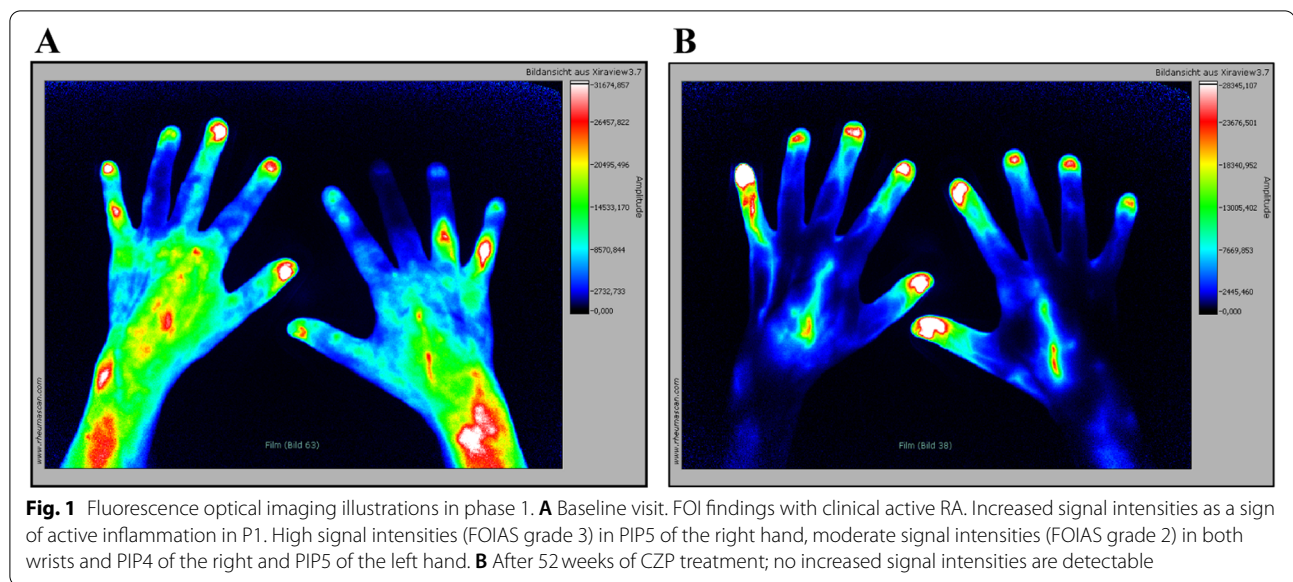 A
B
Bildansicht aus Xiraview3.7
31674,857
26457,822
20495,496
14533,170
8570,844
2732,733
0,000
Amplitude
www.rheumascan.com
Film (Bild 63)
Bildansicht aus Xiraview3.7
28345,107
23676,501
18340,952
13005,402
7669,853
2445,460
0,000
Amplitude
www.rheumascan.com
Film (Bild 38)
Fig. 1 Fluorescence optical imaging illustrations in phase 1. A Baseline visit. FOI findings with clinical active RA. Increased signal intensities as a sign
of active inflammation in P1. High signal intensities (FOIAS grade 3) in PIP5 of the right hand, moderate signal intensities (FOIAS grade 2) in both
wrists and PIP4 of the right and PIP5 of the left hand. B After 52 weeks of CZP treatment; no increased signal intensities are detectable